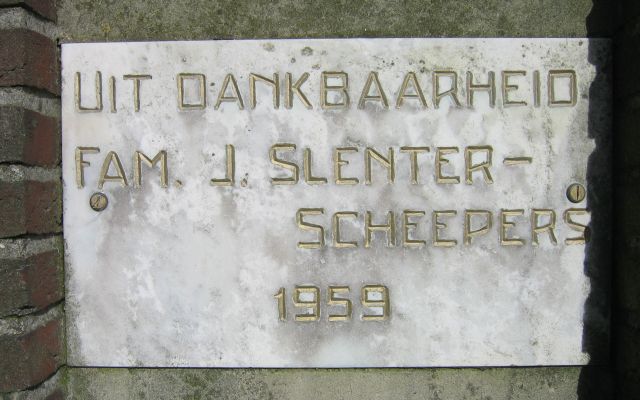 UIT DANKBAARHEID
FAM. J. SLENTER-
SCHEEPERS
1959